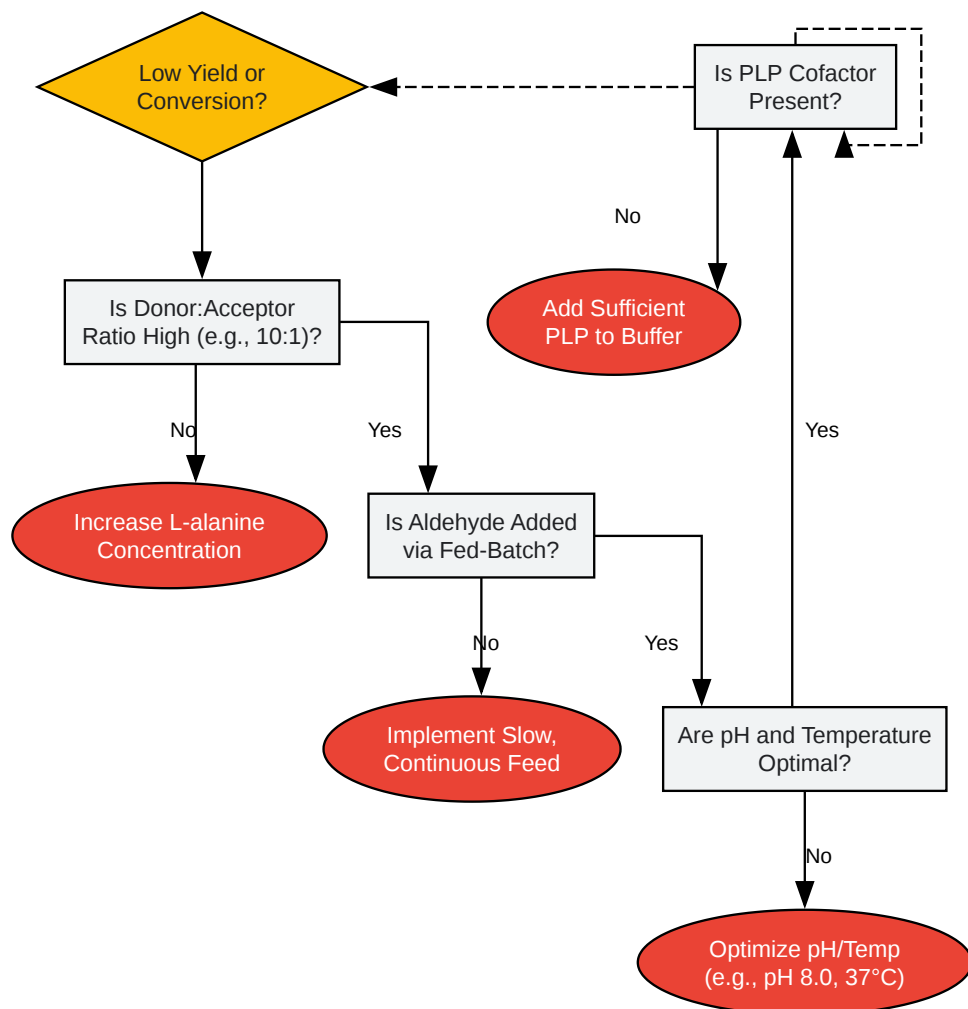 Low Yield or
Conversion?
Is PLP Cofactor
Present?
No
Add Sufficient
PLP to Buffer
Is Donor:Acceptor
Ratio High (e.g., 10:1)?
No
Yes
Yes
Increase L-alanine
Concentration
Is Aldehyde Added
via Fed-Batch?
No
Yes
Implement Slow,
Continuous Feed
Are pH and Temperature
Optimal?
No
Optimize pH/Temp
(e.g., pH 8.0, 37°C)